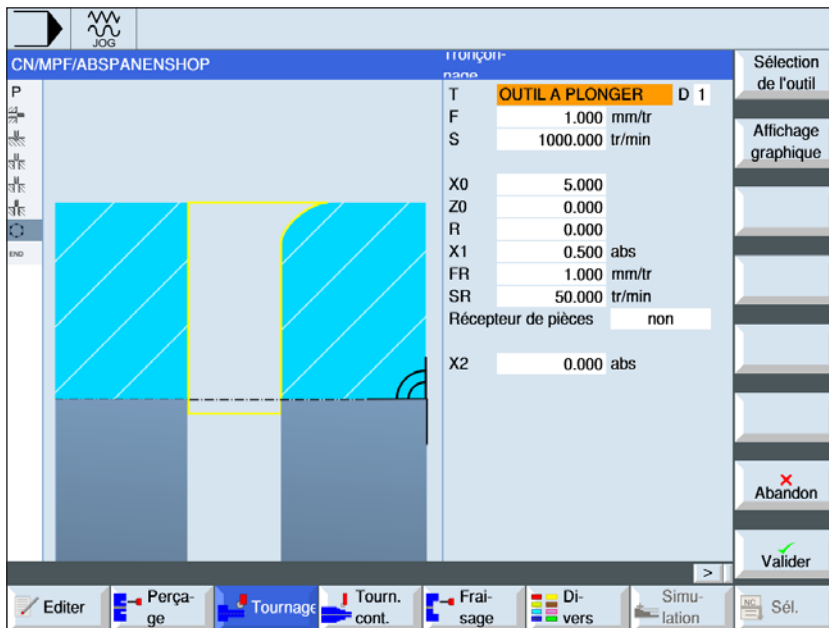 JOG
CN/MPF/ABSPANENSHOP
Tronçon-
nage
P
END
T OUTIL A PLONGER D 1
F 1.000 mm/tr
S 1000.000 tr/min
X0 5.000
Z0 0.000
R 0.000
X1 0.500 abs
FR 1.000 mm/tr
SR 50.000 tr/min
Récepteur de pièces non
X2 0.000 abs
Sélection
de l'outil
Affichage
graphique
Abandon
Valider
>
Editer
Perça-
ge
Tournage
Tourn.
cont.
Frai-
sage
Di-
vers
Simu-
lation
NC
Sél.